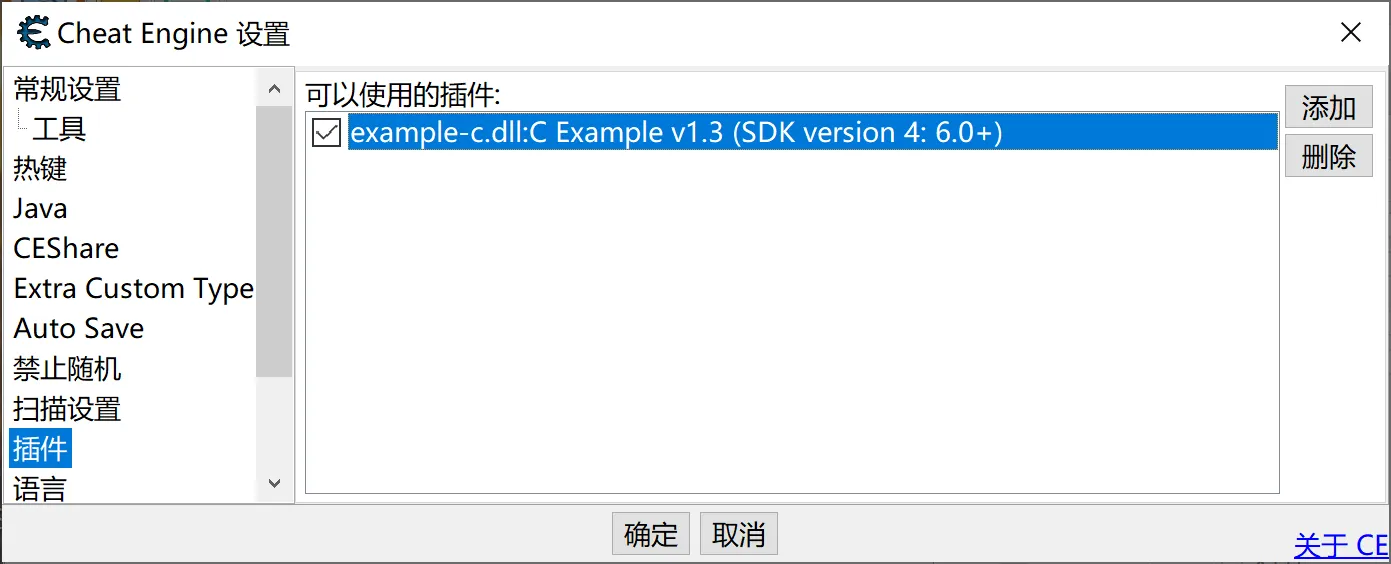 Cheat Engine 设置
常规设置
工具
热键
Java
CEShare
Extra Custom Type
Auto Save
禁止随机
扫描设置
插件
语言
可以使用的插件:
example-c.dll:C Example v1.3 (SDK version 4: 6.0+)
添加
删除
确定
取消
关于 CE